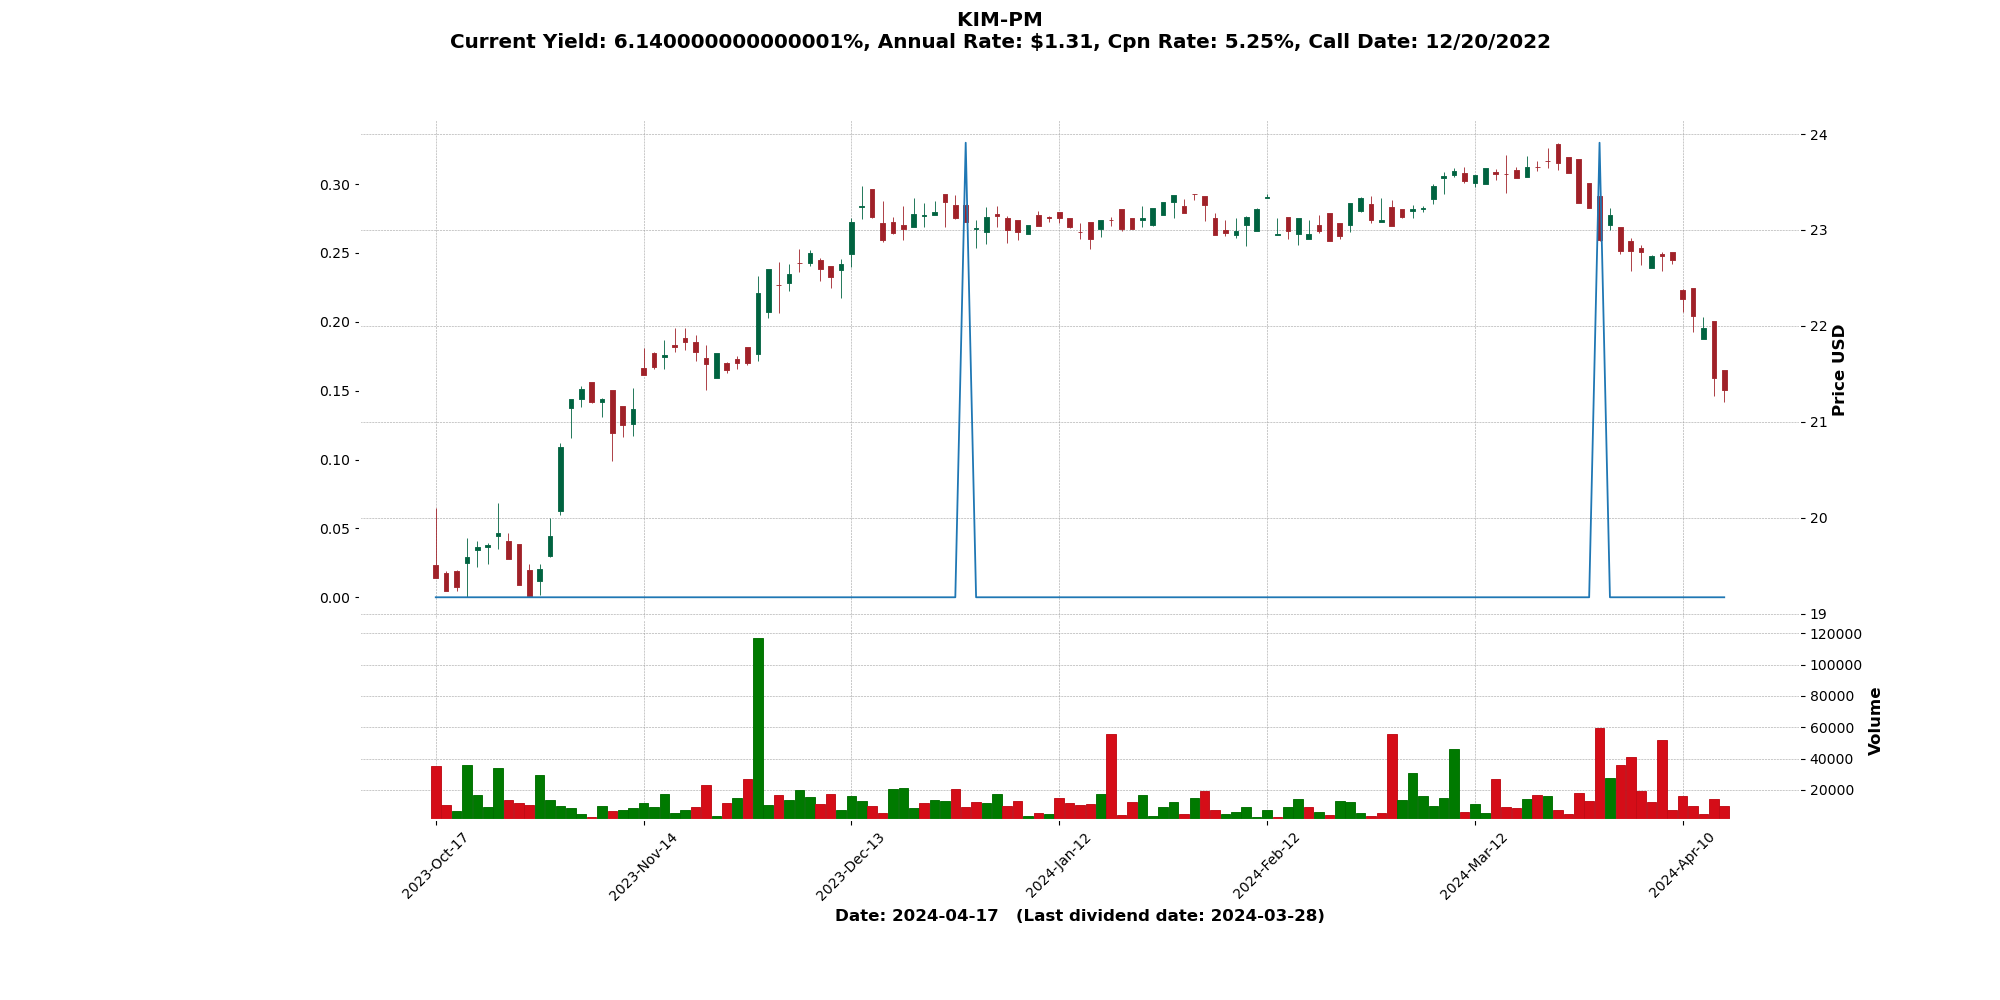 KIM-PM
Current Yield: 6.140000000000001%, Annual Rate: $1.31, Cpn Rate: 5.25%, Call Date: 12/20/2022
0.30
0.25
0.20
0.15
0.10
0.05
0.00
24
23
22
21
20
19
Price USD
120000
100000
80000
60000
40000
20000
Volume
2023-Oct-17
2023-Nov-14
2023-Dec-13
2024-Jan-12
2024-Feb-12
2024-Mar-12
2024-Apr-10
Date: 2024-04-17 (Last dividend date: 2024-03-28)